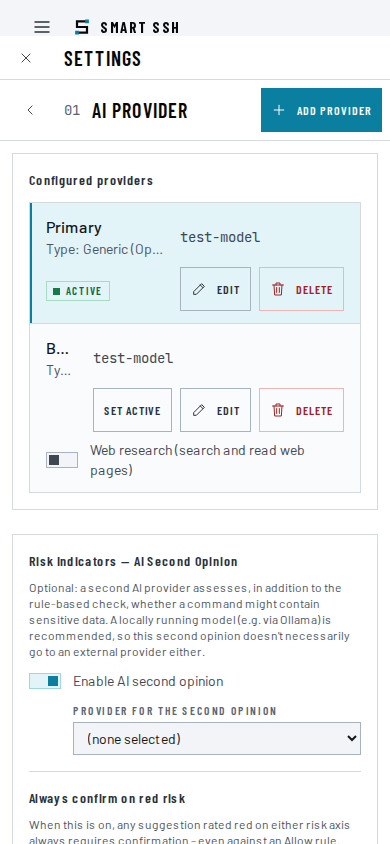 SMART SSH
SETTINGS
01 AI PROVIDER
ADD PROVIDER
Configured providers
Primary
Type: Generic (Op...
test-model
ACTIVE
EDIT
DELETE
B...
Ty...
test-model
SET ACTIVE
EDIT
DELETE
Web research (search and read web
pages)
Risk Indicators — AI Second Opinion
Optional: a second AI provider assesses, in addition to the
rule-based check, whether a command might contain
sensitive data. A locally running model (e.g. via Ollama) is
recommended, so this second opinion doesn't necessarily
go to an external provider either.
Enable AI second opinion
PROVIDER FOR THE SECOND OPINION
(none selected)
Always confirm on red risk
When this is on, any suggestion rated red on either risk axis
always requires confirmation - even against an Allow rule